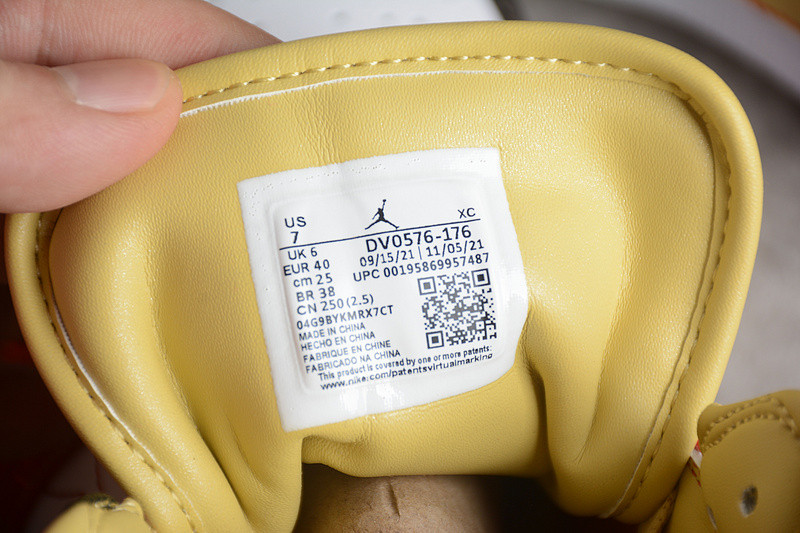 US XC
7
UK 6 DV0576-176
EUR 40 09/15/21 | 11/05/21
cm 25 UPC 00195869957487
BR 38
CN 250 (2.5)
04G9BYKMRX7CT
MADE IN CHINA
HECHO EN CHINA
FABRIQUE EN CHINE
FABRICADO NA CHINA
This product is covered by one or more patents:
www.nike.com/patentsvirtualmarking